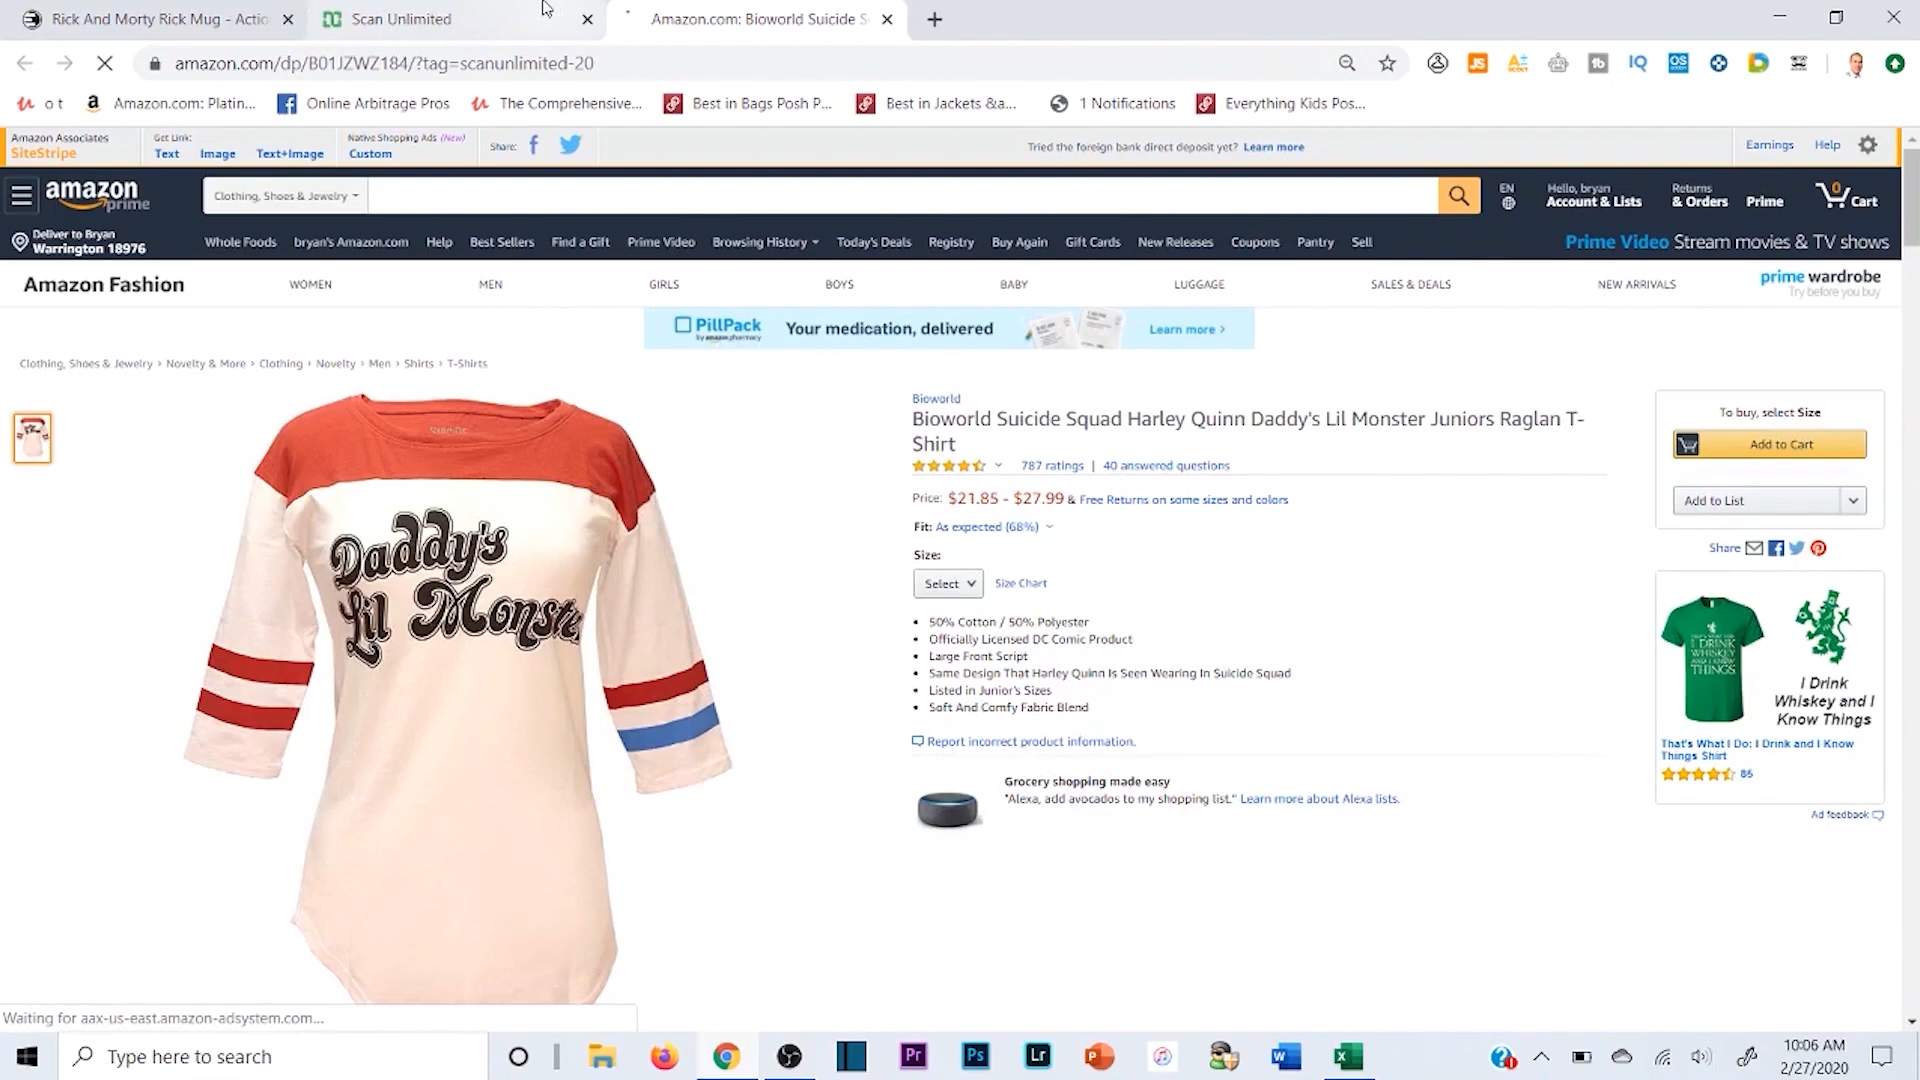 Rick And Morty Rick Mug - Actio
Scan Unlimited
Amazon.com: Bioworld Suicide S
amazon.com/dp/B01JZWZ184/?tag=scanunlimited-20
o t
Amazon.com: Platin...
Online Arbitrage Pros
The Comprehensive...
Best in Bags Posh P...
Best in Jackets &a...
1 Notifications
Everything Kids Pos...
Amazon Associates
SiteStripe
Get Link:
Text Image Text+Image
Native Shopping Ads (New)
Custom
Share:
Tried the foreign bank direct deposit yet? Learn more
Earnings Help
amazon prime
Clothing, Shoes & Jewelry
EN
Hello, bryan
Account & Lists
Returns
& Orders
Prime
0
Cart
Deliver to Bryan
Warrington 18976
Whole Foods bryan's Amazon.com Help Best Sellers Find a Gift Prime Video Browsing History Today's Deals Registry Buy Again Gift Cards New Releases Coupons Pantry Sell
Prime Video Stream movies & TV shows
Amazon Fashion
WOMEN MEN GIRLS BOYS BABY LUGGAGE SALES & DEALS NEW ARRIVALS
prime wardrobe
Try before you buy
PillPack
by amazon pharmacy
Your medication, delivered
Learn more ›
Clothing, Shoes & Jewelry › Novelty & More › Clothing › Novelty › Men › Shirts › T-Shirts
Daddy's
Lil Monste
Bioworld
Bioworld Suicide Squad Harley Quinn Daddy's Lil Monster Juniors Raglan T-
Shirt
787 ratings | 40 answered questions
Price: $21.85 - $27.99 & Free Returns on some sizes and colors
Fit: As expected (68%)
Size:
Select
Size Chart
• 50% Cotton / 50% Polyester
• Officially Licensed DC Comic Product
• Large Front Script
• Same Design That Harley Quinn Is Seen Wearing In Suicide Squad
• Listed in Junior's Sizes
• Soft And Comfy Fabric Blend
Report incorrect product information.
Grocery shopping made easy
"Alexa, add avocados to my shopping list." Learn more about Alexa lists.
To buy, select Size
Add to Cart
Add to List
Share
THAT'S WHAT I DO
I DRINK
WHISKEY
AND I KNOW
THINGS
I Drink
Whiskey and I
Know Things
That's What I Do: I Drink and I Know
Things Shirt
86
Ad feedback
Waiting for aax-us-east.amazon-adsystem.com...
Type here to search
10:06 AM
2/27/2020